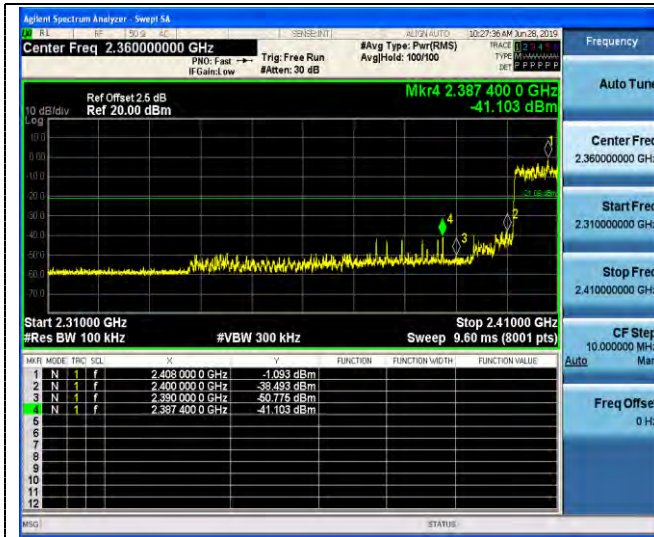 Agilent Spectrum Analyzer - Swept SA
RL RF 50 Ω AC SENSE:INT ALIGN AUTO 10:27:36 AM Jun 28, 2019
Center Freq 2.360000000 GHz
PNO: Fast
IFGain:Low
Trig: Free Run
#Atten: 30 dB
#Avg Type: Pwr(RMS)
Avg|Hold: 100/100
TRACE 1 2 3 4 5 6
TYPE
DET P P P P P P
Ref Offset 2.5 dB
10 dB/div Ref 20.00 dBm
Log
Mkr4 2.387 400 0 GHz
-41.103 dBm
10.0
0.00
-10.0
-20.0
-30.0
-40.0
-50.0
-60.0
-70.0
1
2
3
4
Start 2.31000 GHz Stop 2.41000 GHz
#Res BW 100 kHz #VBW 300 kHz Sweep 9.60 ms (8001 pts)
MKR MODE TRC SCL X Y FUNCTION FUNCTION WIDTH FUNCTION VALUE
1 N 1 f 2.408 000 0 GHz -1.093 dBm
2 N 1 f 2.400 000 0 GHz -38.493 dBm
3 N 1 f 2.390 000 0 GHz -50.775 dBm
4 N 1 f 2.387 400 0 GHz -41.103 dBm
5
6
7
8
9
10
11
12
MSG STATUS
Frequency
Auto Tune
Center Freq
2.360000000 GHz
Start Freq
2.310000000 GHz
Stop Freq
2.410000000 GHz
CF Step
10.000000 MHz
Auto Man
Freq Offset
0 Hz